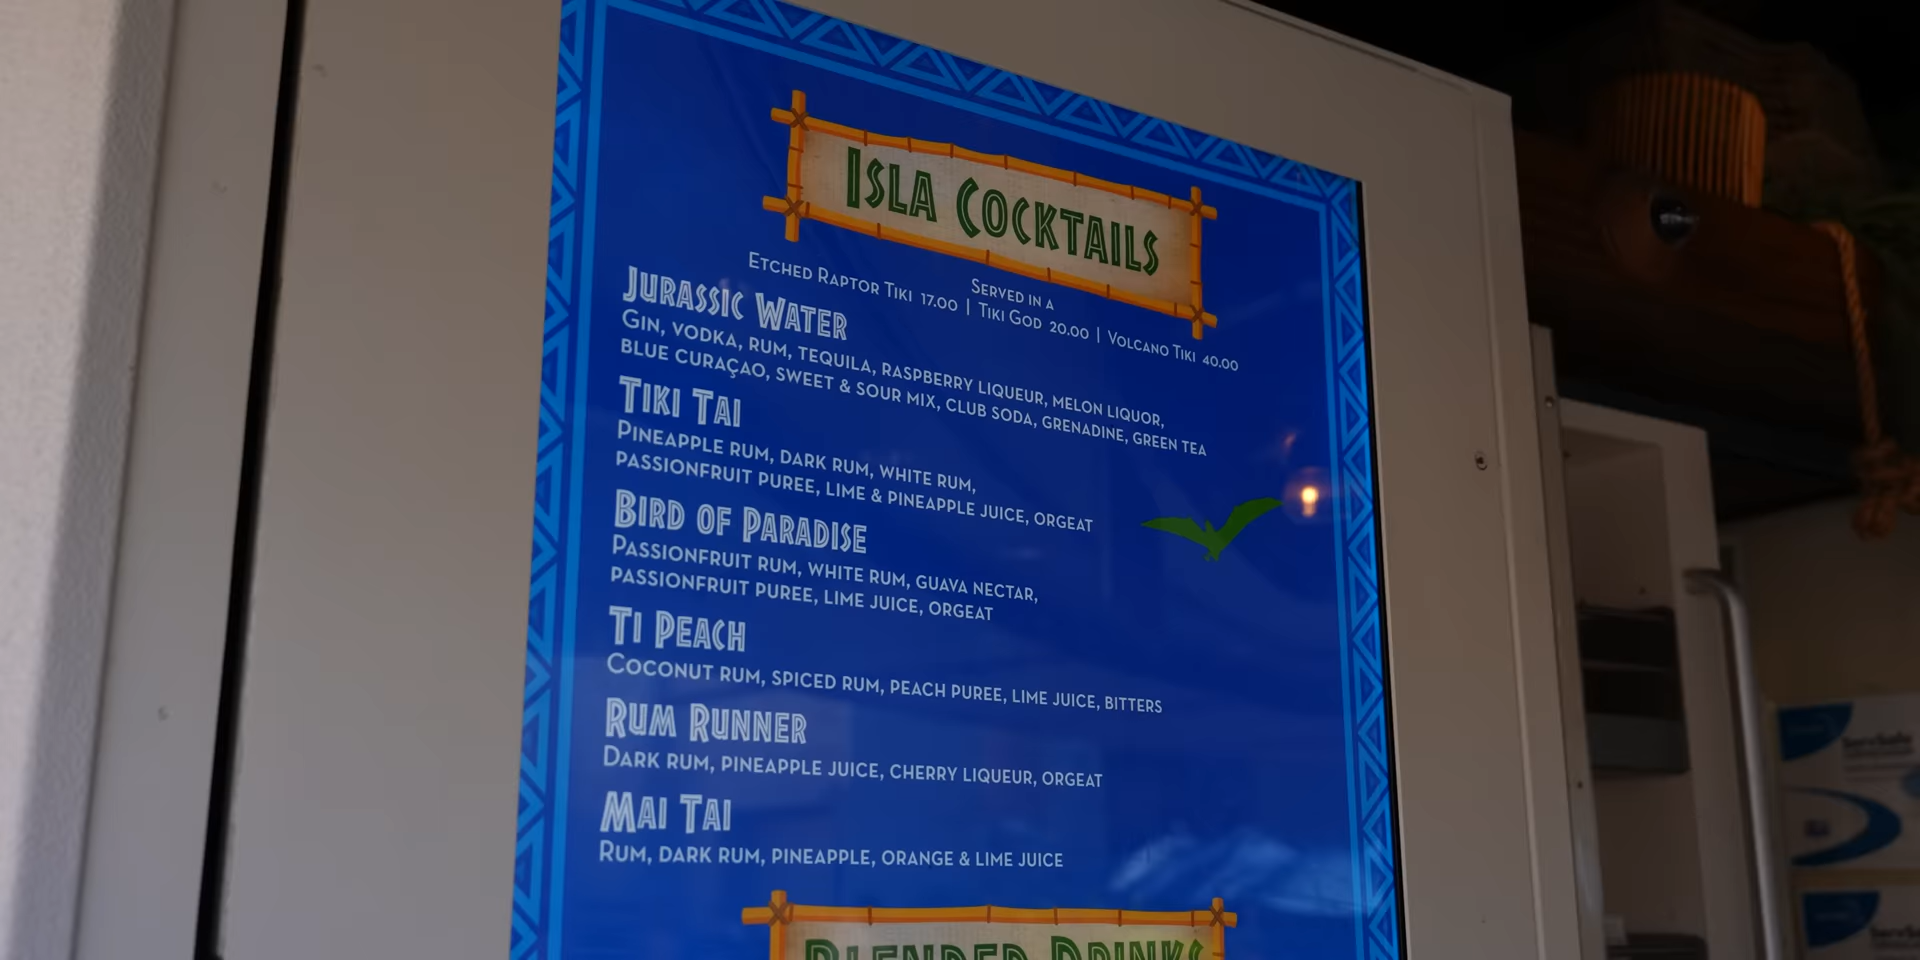 Isla Cocktails
Served in a
Etched Raptor Tiki 17.00 | Tiki God 20.00 | Volcano Tiki 40.00
Jurassic Water
Gin, vodka, rum, tequila, raspberry liqueur, melon liquor,
blue curaçao, sweet & sour mix, club soda, grenadine, green tea
Tiki Tai
Pineapple rum, dark rum, white rum,
passionfruit puree, lime & pineapple juice, orgeat
Bird of Paradise
Passionfruit rum, white rum, guava nectar,
passionfruit puree, lime juice, orgeat
Ti Peach
Coconut rum, spiced rum, peach puree, lime juice, bitters
Rum Runner
Dark rum, pineapple juice, cherry liqueur, orgeat
Mai Tai
Rum, dark rum, pineapple, orange & lime juice
Blended Drinks